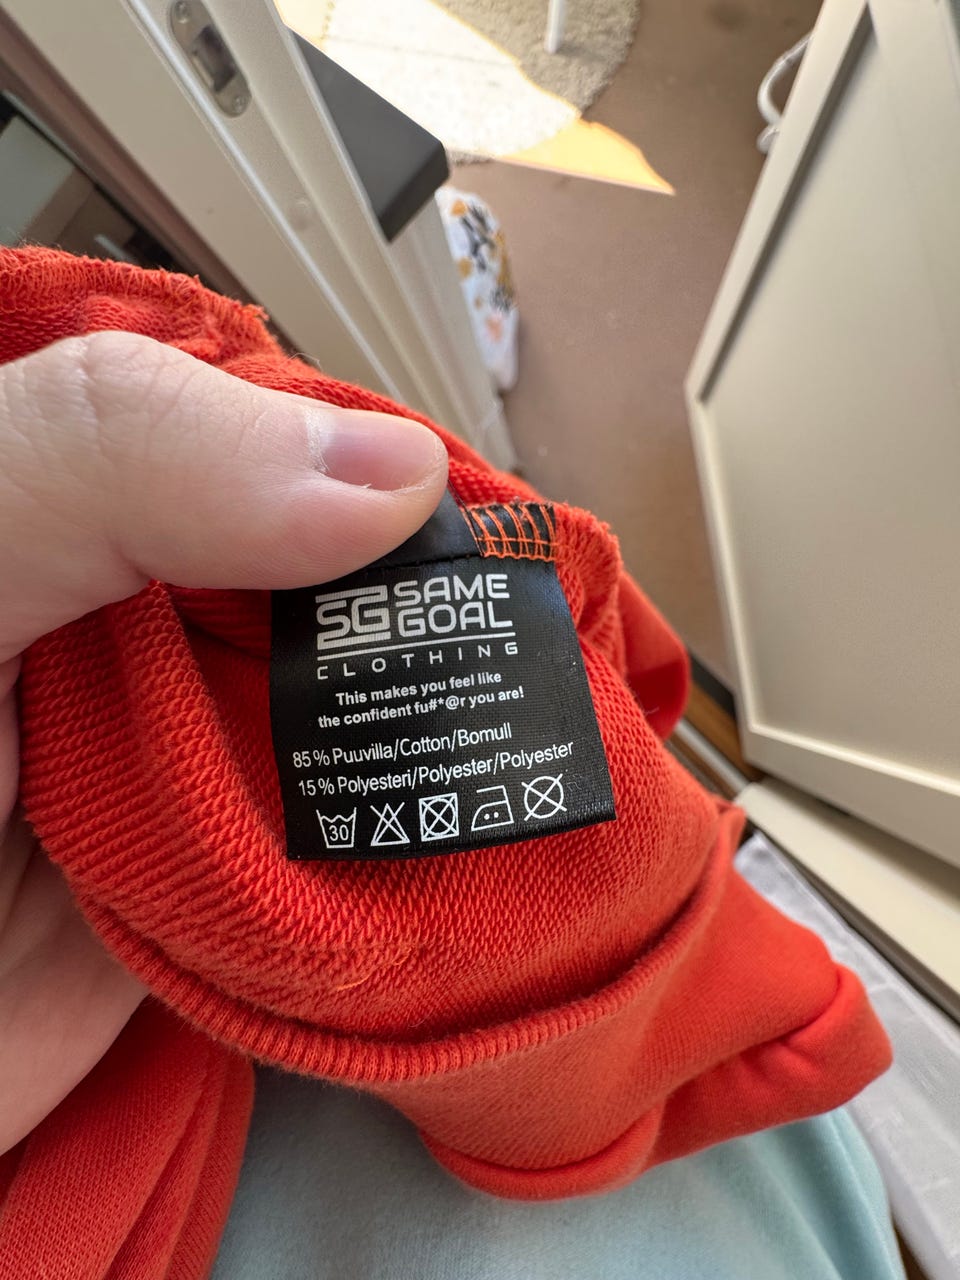 SG SAME
GOAL
CLOTHING
This makes you feel like
the confident fu#*@r you are!
85 % Puuvilla/Cotton/Bomull
15 % Polyesteri/Polyester/Polyester
30